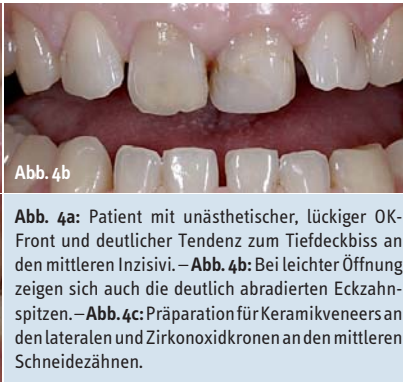 Abb. 4b
Abb. 4a: Patient mit unästhetischer, lückiger OK-
Front und deutlicher Tendenz zum Tiefdeckbiss an
den mittleren Inzisivi. – Abb. 4b: Bei leichter Öffnung
zeigen sich auch die deutlich abradierten Eckzahn-
spitzen. – Abb. 4c: Präparation für Keramikveneers an
den lateralen und Zirkonoxidkronen an den mittleren
Schneidezähnen.